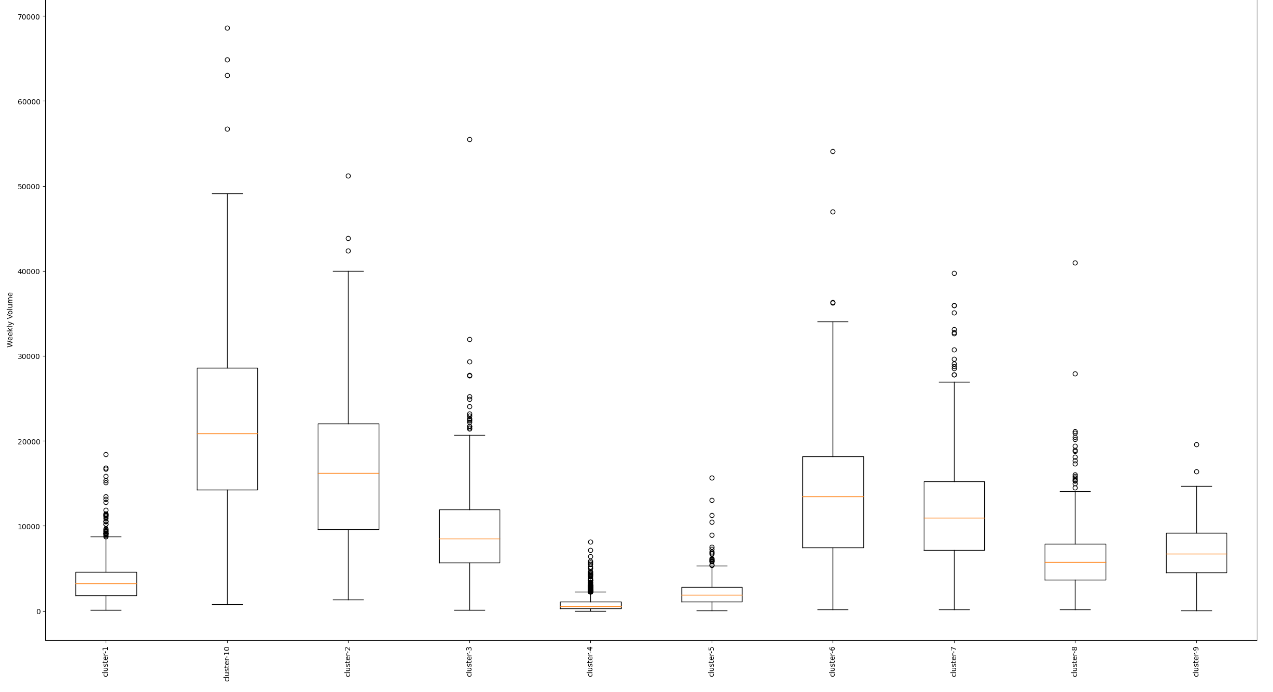 70000
60000
50000
40000
30000
20000
10000
0
Weekly Volume
cluster-1
cluster-10
cluster-2
cluster-3
cluster-4
cluster-5
cluster-6
cluster-7
cluster-8
cluster-9